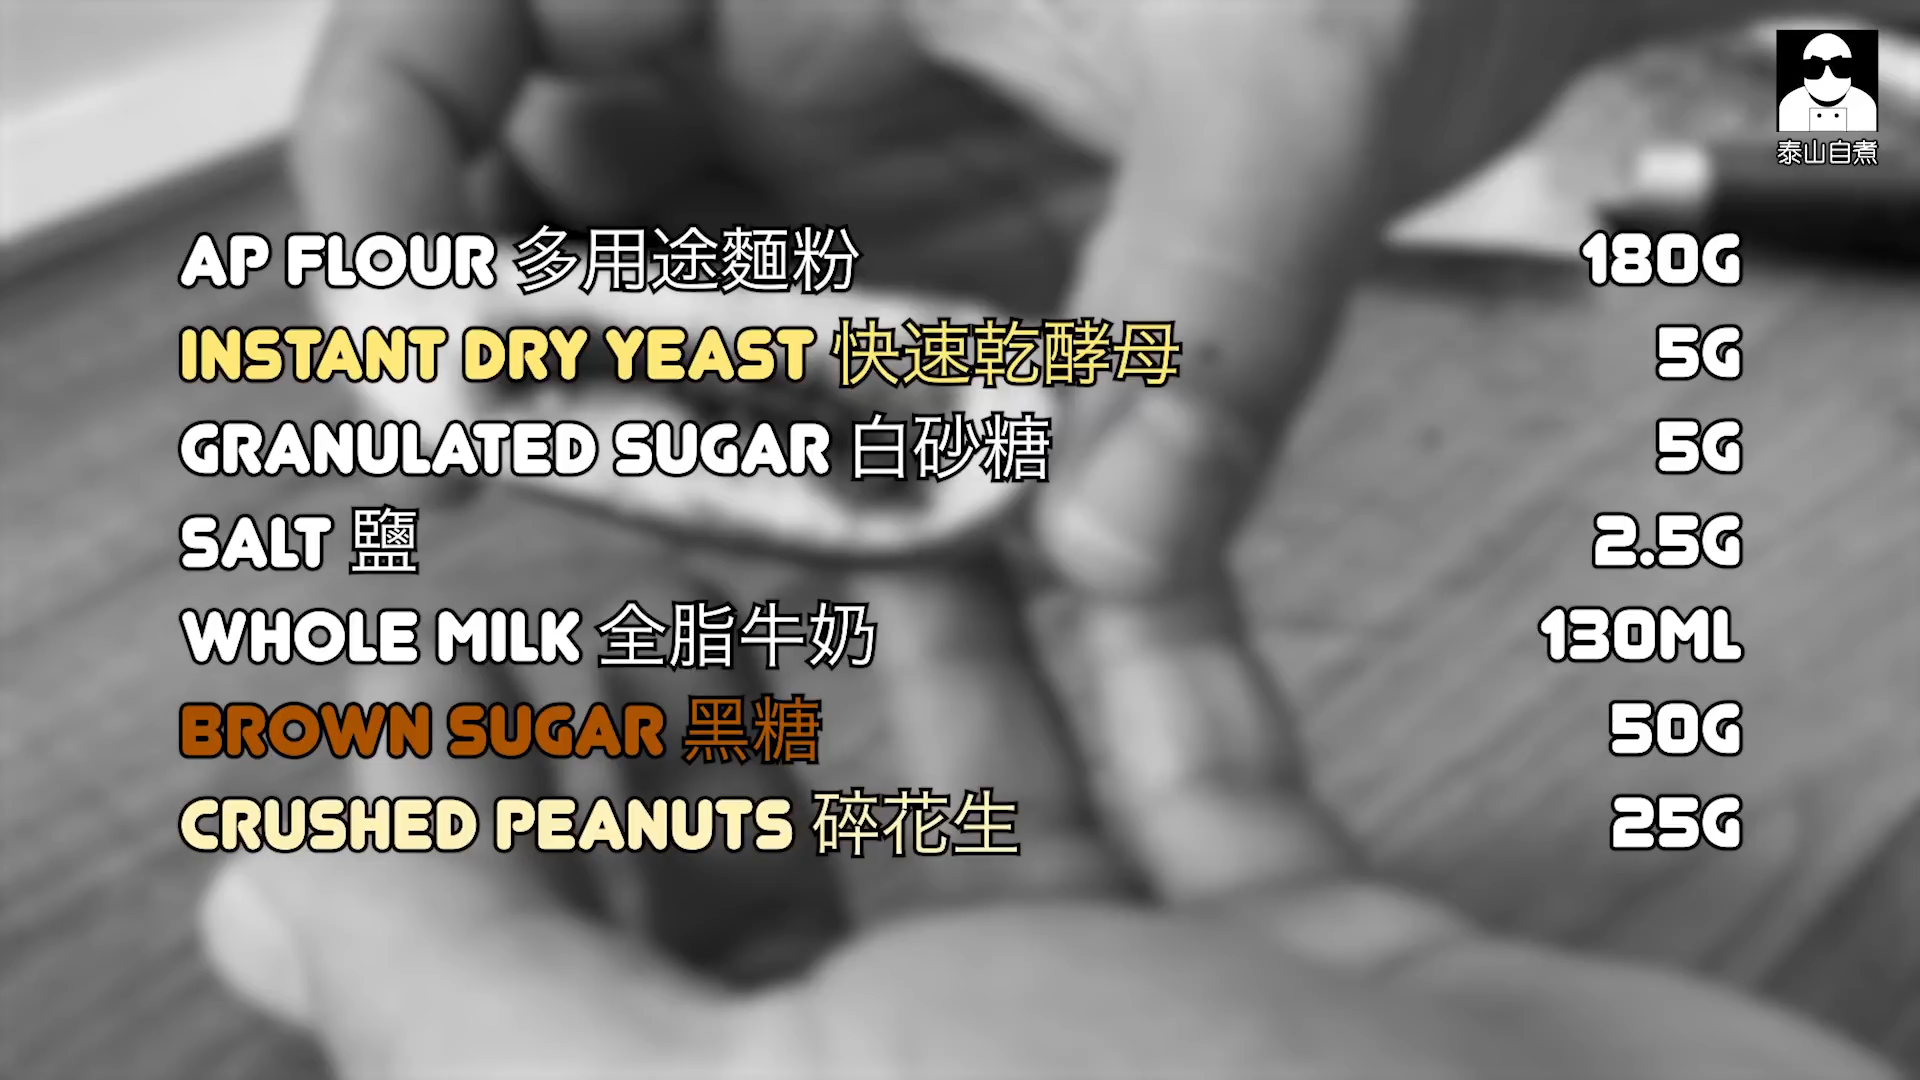 泰山自煮
AP FLOUR 多用途麵粉 180G
INSTANT DRY YEAST 快速乾酵母 5G
GRANULATED SUGAR 白砂糖 5G
SALT 鹽 2.5G
WHOLE MILK 全脂牛奶 130ML
BROWN SUGAR 黑糖 50G
CRUSHED PEANUTS 碎花生 25G